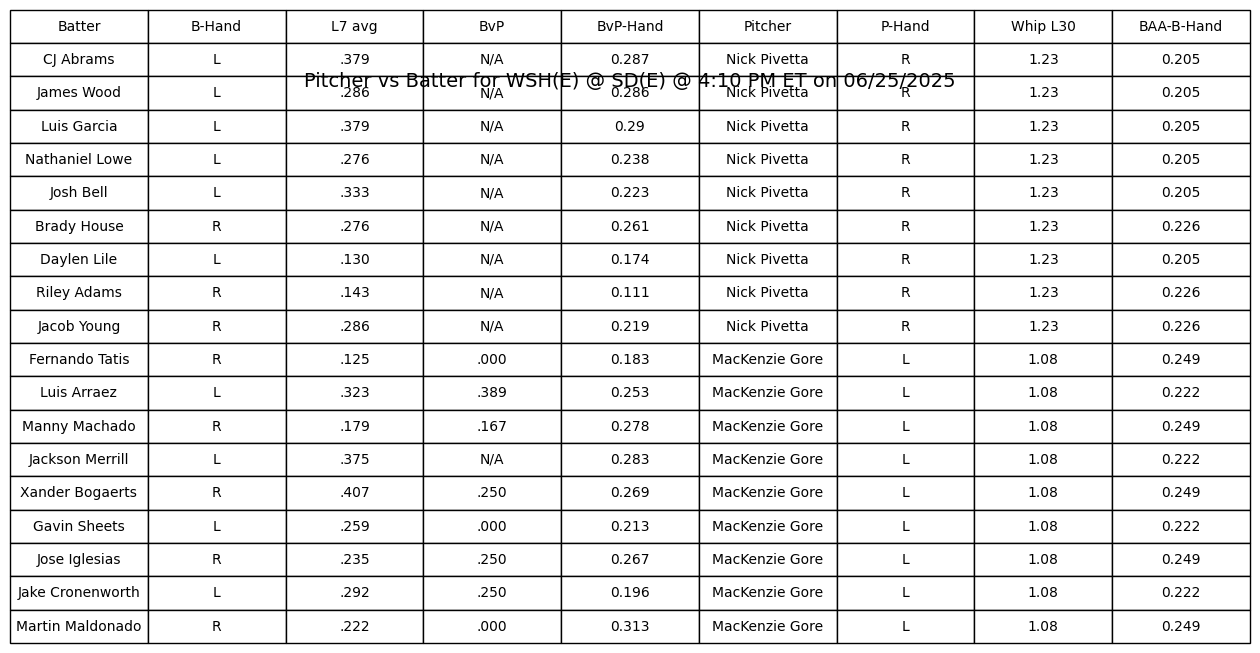 Batter B-Hand L7 avg BvP BvP-Hand Pitcher P-Hand Whip L30 BAA-B-Hand
CJ Abrams L .379 N/A 0.287 Nick Pivetta R 1.23 0.205
Pitcher vs Batter for WSH(E) @ SD(E) @ 4:10 PM ET on 06/25/2025
James Wood L .286 N/A 0.286 Nick Pivetta R 1.23 0.205
Luis Garcia L .379 N/A 0.29 Nick Pivetta R 1.23 0.205
Nathaniel Lowe L .276 N/A 0.238 Nick Pivetta R 1.23 0.205
Josh Bell L .333 N/A 0.223 Nick Pivetta R 1.23 0.205
Brady House R .276 N/A 0.261 Nick Pivetta R 1.23 0.226
Daylen Lile L .130 N/A 0.174 Nick Pivetta R 1.23 0.205
Riley Adams R .143 N/A 0.111 Nick Pivetta R 1.23 0.226
Jacob Young R .286 N/A 0.219 Nick Pivetta R 1.23 0.226
Fernando Tatis R .125 .000 0.183 MacKenzie Gore L 1.08 0.249
Luis Arraez L .323 .389 0.253 MacKenzie Gore L 1.08 0.222
Manny Machado R .179 .167 0.278 MacKenzie Gore L 1.08 0.249
Jackson Merrill L .375 N/A 0.283 MacKenzie Gore L 1.08 0.222
Xander Bogaerts R .407 .250 0.269 MacKenzie Gore L 1.08 0.249
Gavin Sheets L .259 .000 0.213 MacKenzie Gore L 1.08 0.222
Jose Iglesias R .235 .250 0.267 MacKenzie Gore L 1.08 0.249
Jake Cronenworth L .292 .250 0.196 MacKenzie Gore L 1.08 0.222
Martin Maldonado R .222 .000 0.313 MacKenzie Gore L 1.08 0.249